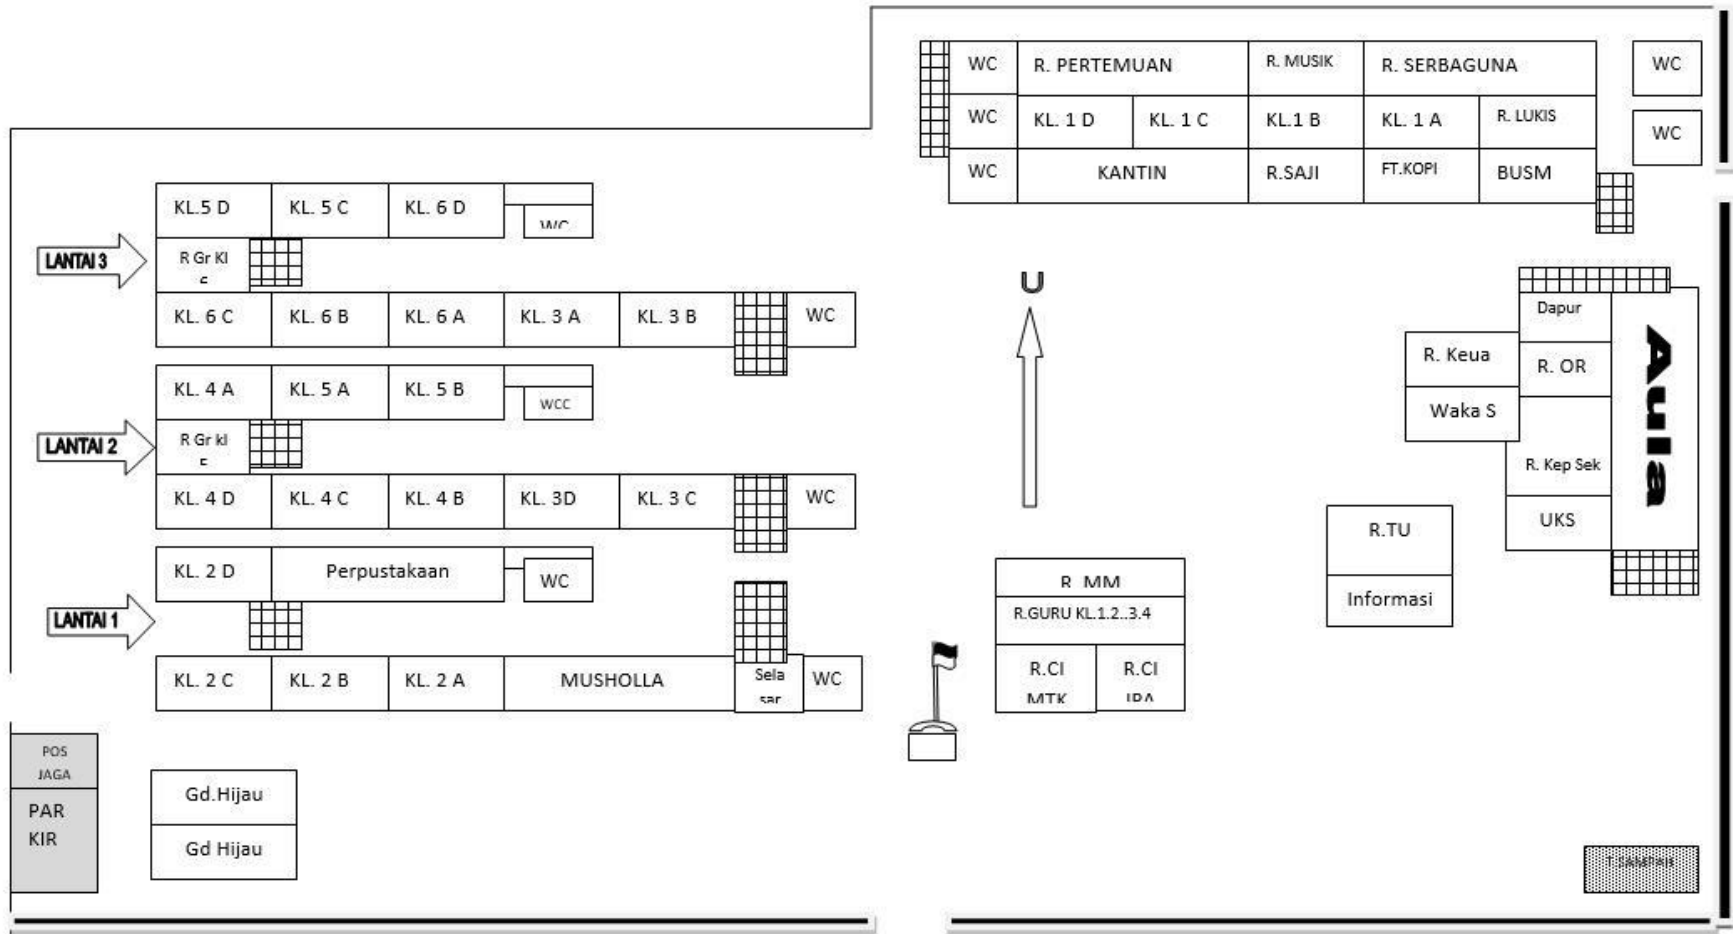 WC
R. PERTEMUAN
R. MUSIK
R. SERBAGUNA
WC
WC
KL. 1 D
KL. 1 C
KL.1 B
KL. 1 A
R. LUKIS
WC
WC
KANTIN
R.SAJI
FT.KOPI
BUSM
KL.5 D
KL. 5 C
KL. 6 D
WC
LANTAI 3
R Gr Kl
KL. 6 C
KL. 6 B
KL. 6 A
KL. 3 A
KL. 3 B
WC
KL. 4 A
KL. 5 A
KL. 5 B
WCC
LANTAI 2
R Gr kl
KL. 4 D
KL. 4 C
KL. 4 B
KL. 3D
KL. 3 C
WC
KL. 2 D
Perpustakaan
WC
LANTAI 1
KL. 2 C
KL. 2 B
KL. 2 A
MUSHOLLA
Sela
sar
WC
U
Dapur
R. Keua
R. OR
Waka S
R. Kep Sek
UKS
Aula
R.TU
Informasi
R MM
R.GURU KL.1.2..3.4
R.CI
MTK
R.CI
IPA
POS
JAGA
PAR
KIR
Gd.Hijau
Gd Hijau